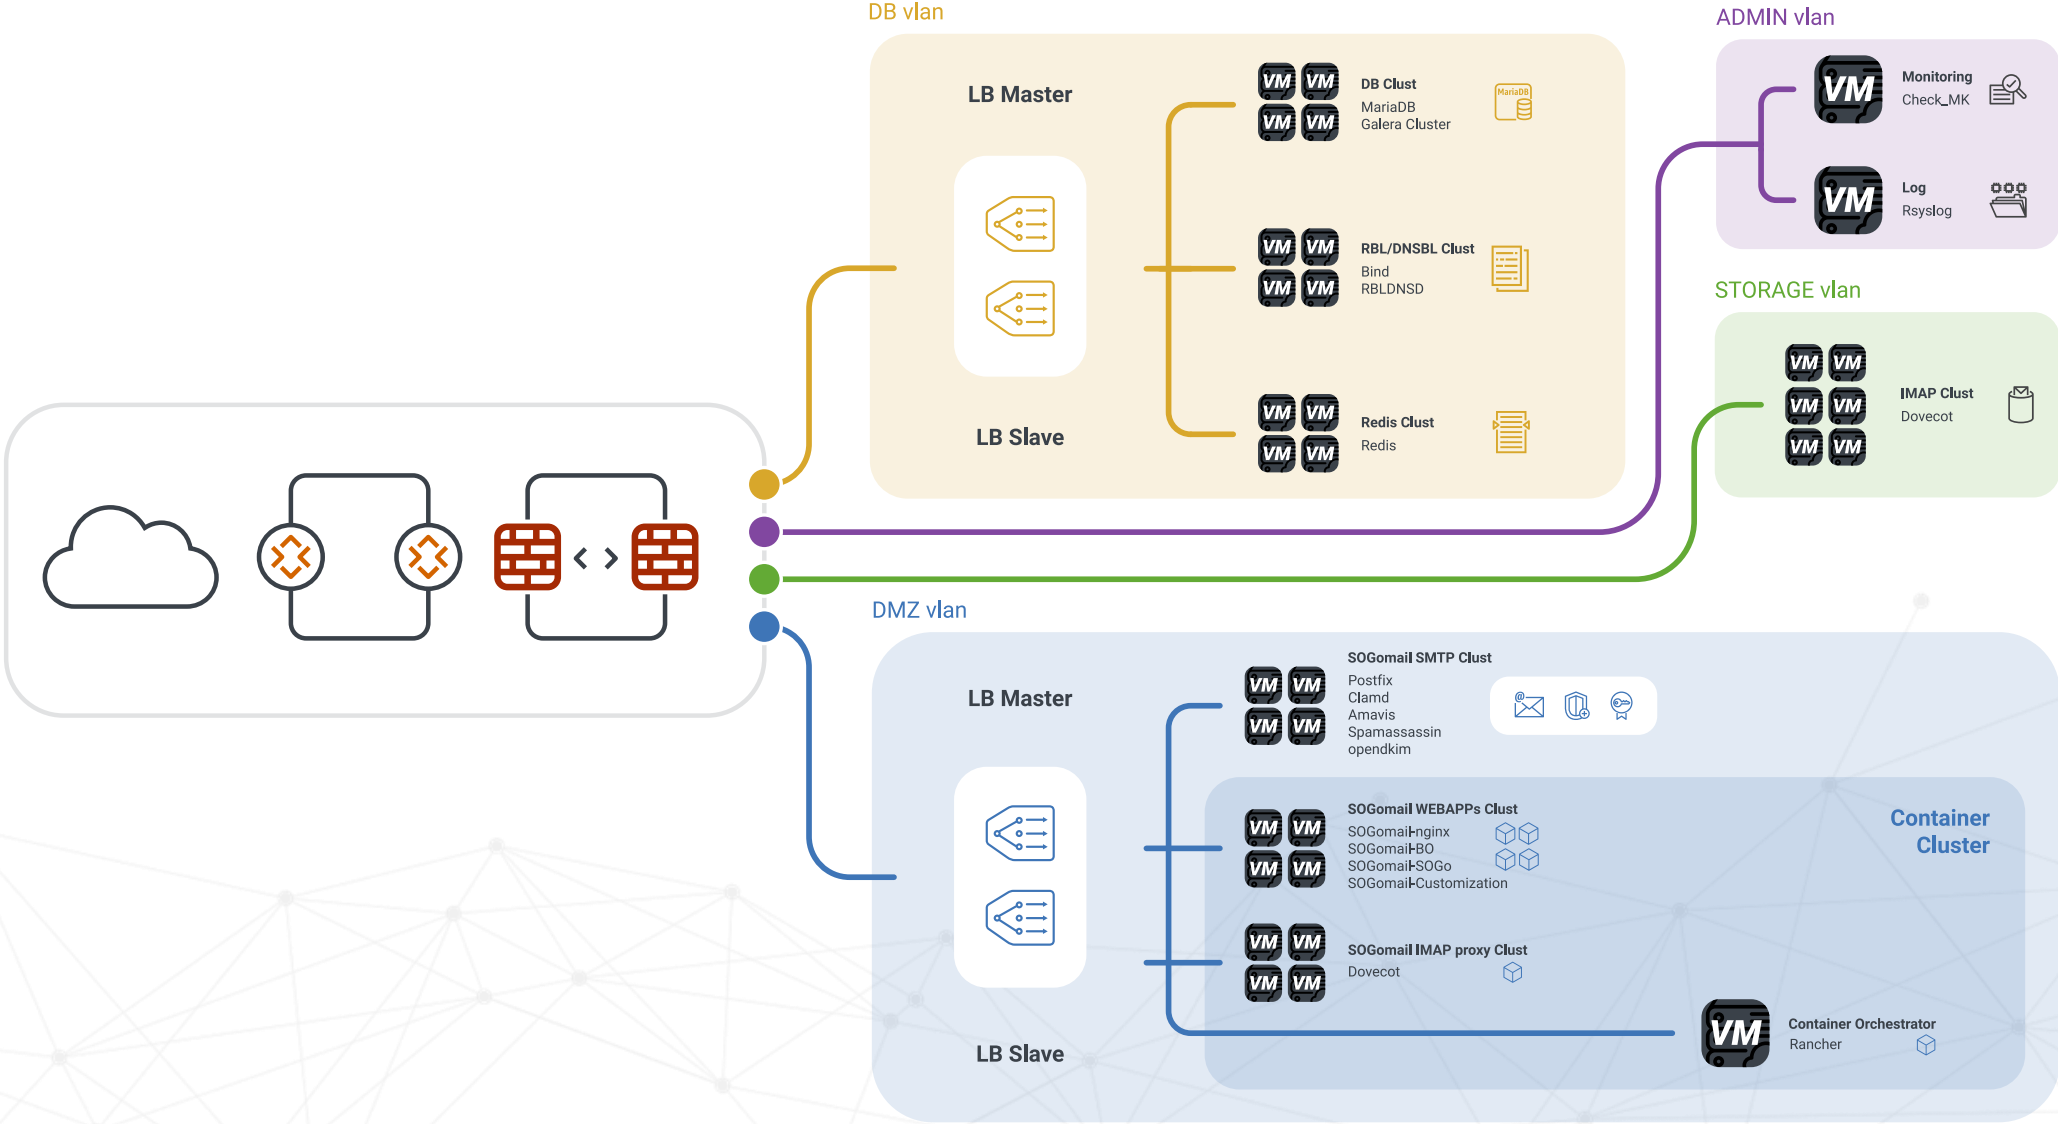 DB vlan
LB Master
LB Slave
VM VM
VM VM
DB Clust
MariaDB
Galera Cluster
MariaDB
VM VM
VM VM
RBL/DNSBL Clust
Bind
RBLDNSD
VM VM
VM VM
Redis Clust
Redis
ADMIN vlan
VM
Monitoring
Check_MK
VM
Log
Rsyslog
STORAGE vlan
VM VM
VM VM
VM VM
IMAP Clust
Dovecot
DMZ vlan
LB Master
LB Slave
VM VM
VM VM
SOGomail SMTP Clust
Postfix
Clamd
Amavis
Spamassassin
opendkim
@
Container
Cluster
VM VM
VM VM
SOGomail WEBAPPs Clust
SOGomail-nginx
SOGomail-BO
SOGomail-SOGo
SOGomail-Customization
VM VM
VM VM
SOGomail IMAP proxy Clust
Dovecot
VM
Container Orchestrator
Rancher